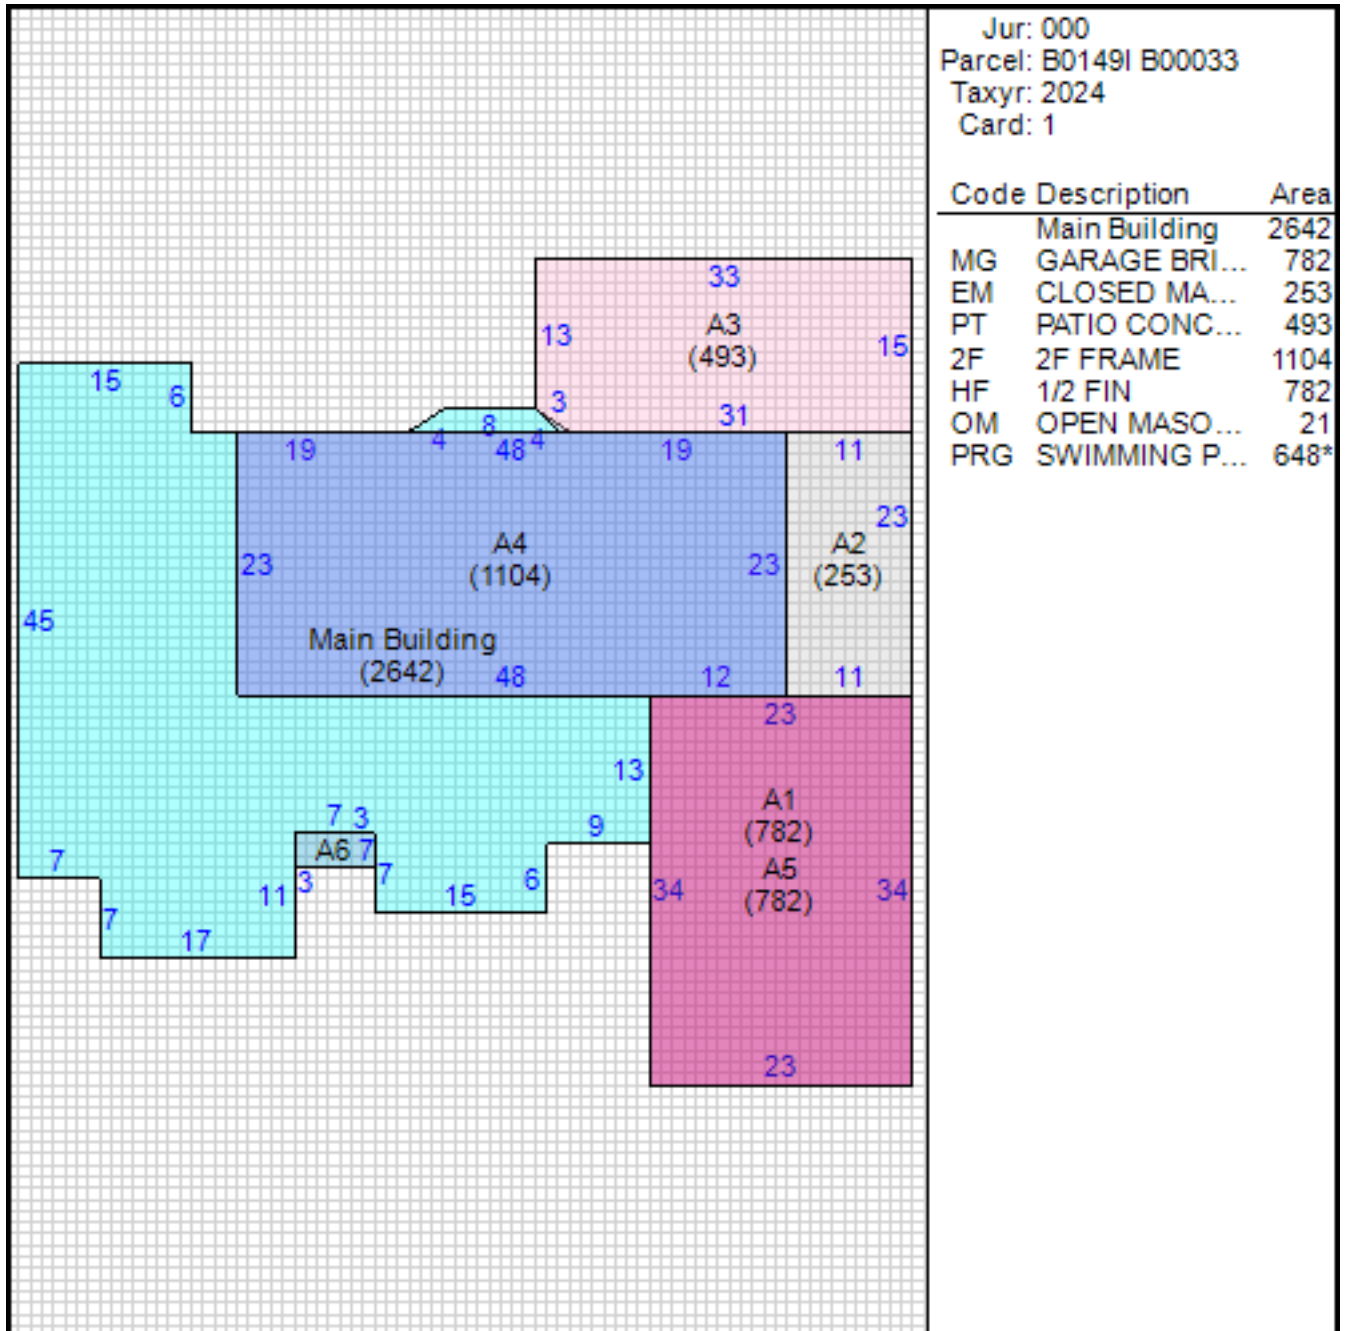 Jur: 000
Parcel: B0149I B00033
Taxyr: 2024
Card: 1
Code Description Area
Main Building 2642
MG GARAGE BRI... 782
EM CLOSED MA... 253
PT PATIO CONC... 493
2F 2F FRAME 1104
HF 1/2 FIN 782
OM OPEN MASO... 21
PRG SWIMMING P... 648*
33
A3
(493)
13
15
3
31
15
6
8
4
4
19
48
19
11
23
A4
(1104)
A2
(253)
23
23
45
Main Building
(2642)
48
12
11
23
13
A1
(782)
7 3
9
A6 7
7
A5
(782)
3
7
6
11
15
34
34
7
17
23